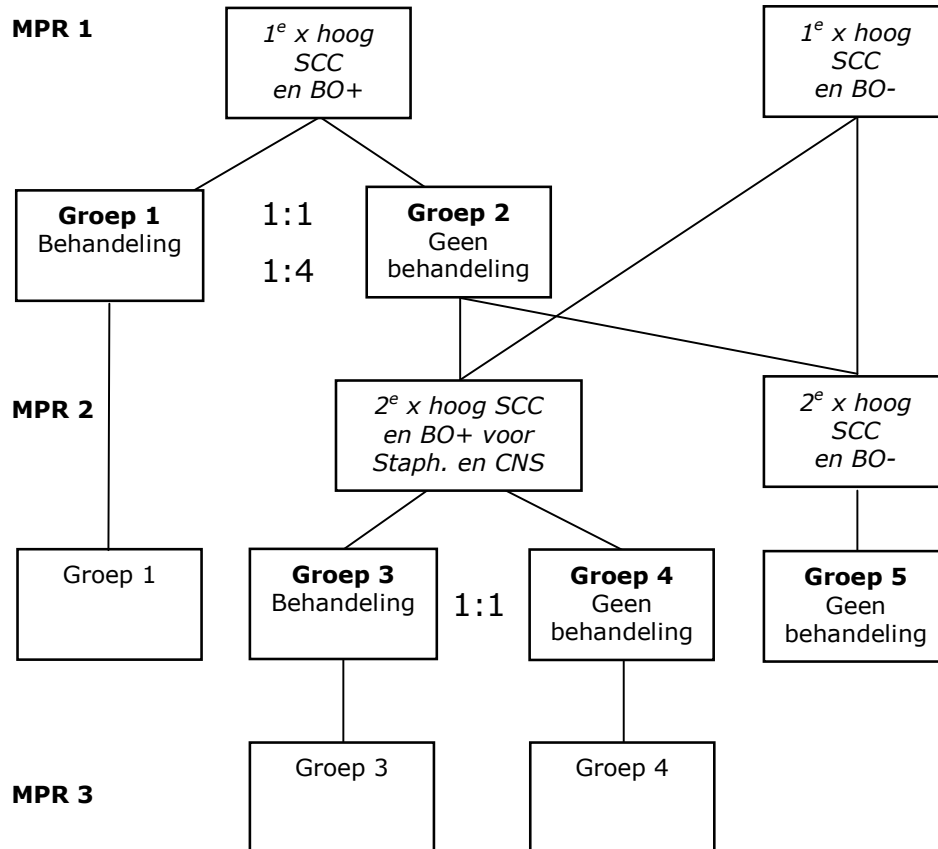 MPR 1
1e x hoog
SCC
en BO+
1e x hoog
SCC
en BO-
Groep 1
Behandeling
1:1
1:4
Groep 2
Geen
behandeling
MPR 2
2e x hoog SCC
en BO+ voor
Staph. en CNS
2e x hoog
SCC
en BO-
Groep 1
Groep 3
Behandeling
1:1
Groep 4
Geen
behandeling
Groep 5
Geen
behandeling
MPR 3
Groep 3
Groep 4